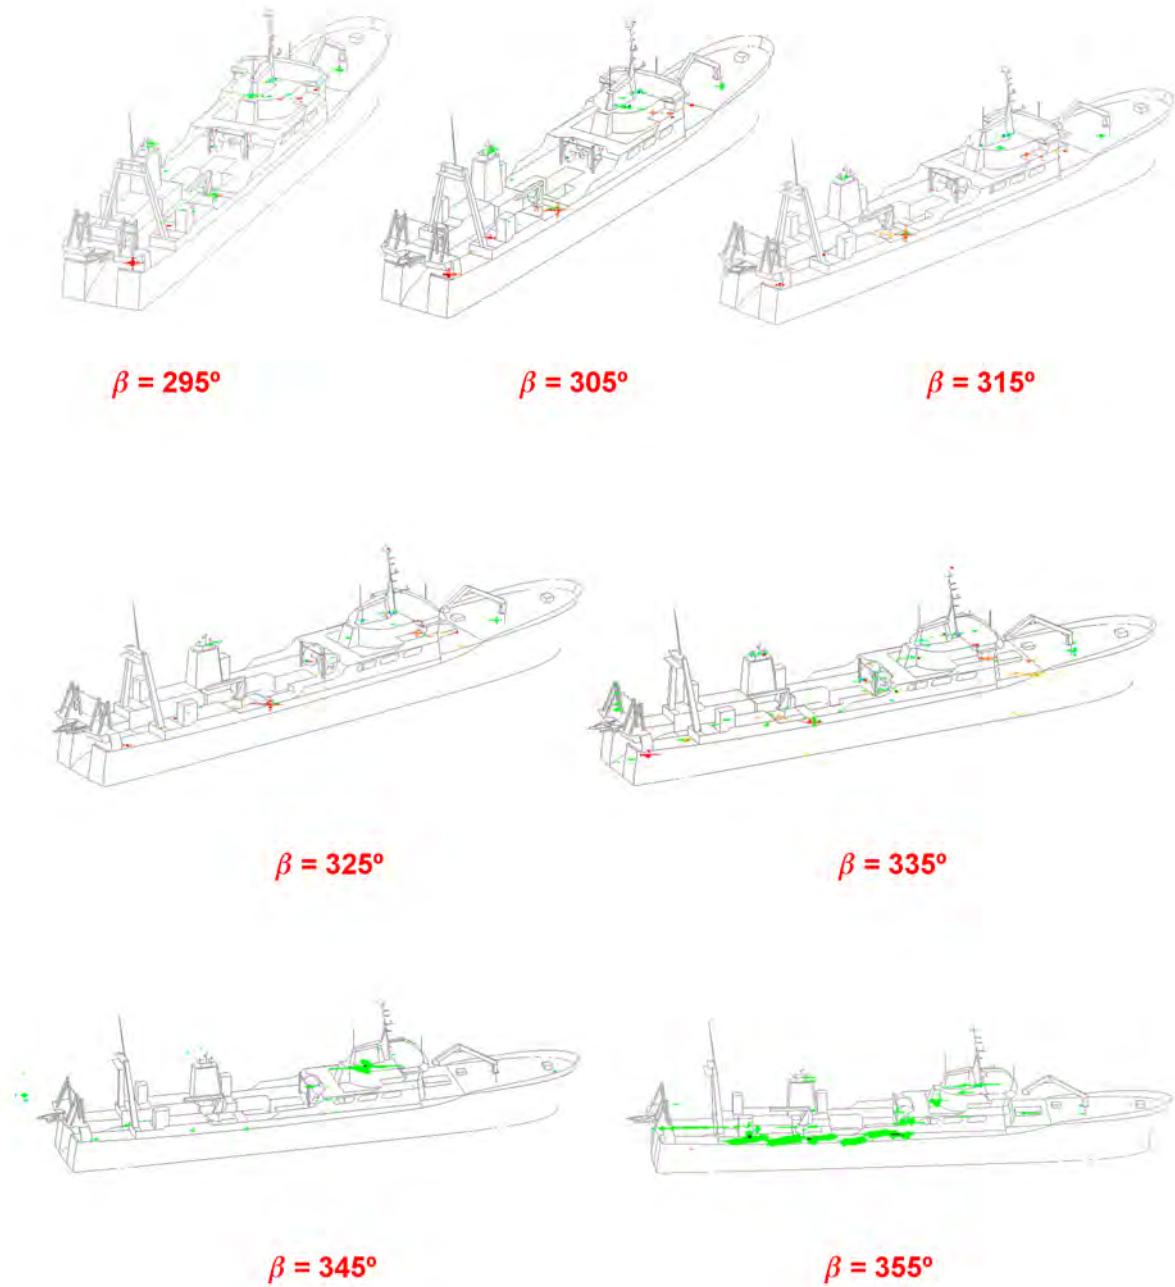 β = 295º
β = 305º
β = 315º
β = 325º
β = 335º
β = 345º
β = 355º